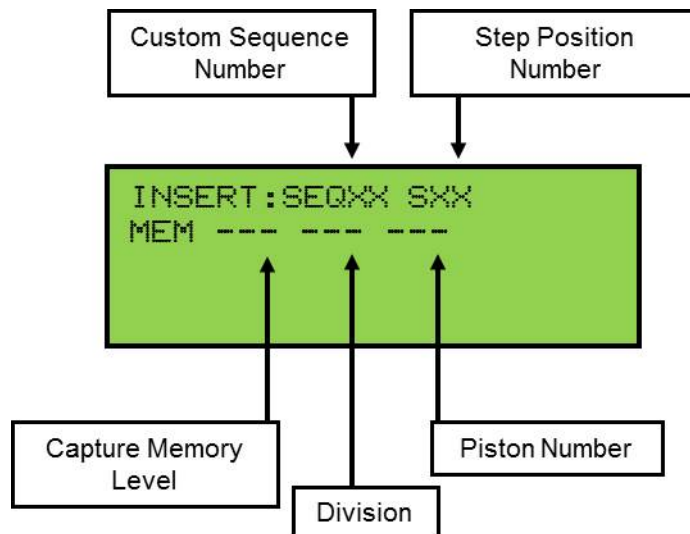 Custom Sequence
Number
Step Position
Number
INSERT:SEQXX SXX
MEM --- --- ---
Capture Memory
Level
Piston Number
Division